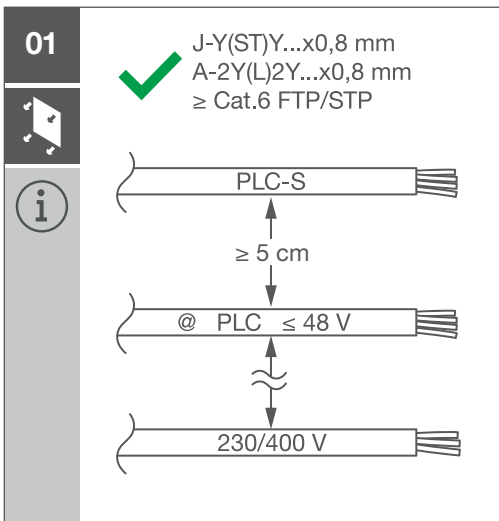 01
J-Y(ST)Y...x0,8 mm
A-2Y(L)2Y...x0,8 mm
≥ Cat.6 FTP/STP
i
PLC-S
≥ 5 cm
@ PLC ≤ 48 V
230/400 V